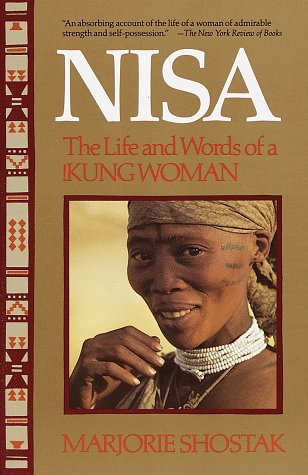 "An absorbing account of the life of a woman of admirable
strength and self-possession." —The New York Review of Books
NISA
The Life and Words of a
!KUNG WOMAN
MARJORIE SHOSTAK